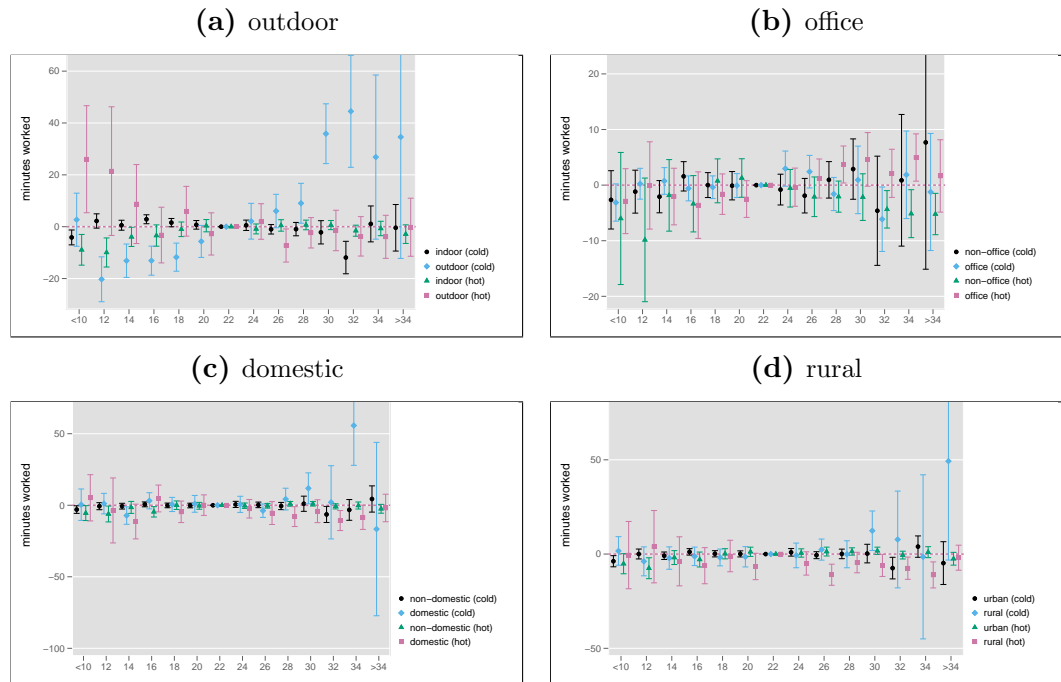 (a) outdoor
minutes worked
60
40
20
0
−20
<10 12 14 16 18 20 22 24 26 28 30 32 34 >34
indoor (cold)
outdoor (cold)
indoor (hot)
outdoor (hot)
(b) office
minutes worked
20
10
0
−10
−20
<10 12 14 16 18 20 22 24 26 28 30 32 34 >34
non−office (cold)
office (cold)
non−office (hot)
office (hot)
(c) domestic
minutes worked
50
0
−50
−100
<10 12 14 16 18 20 22 24 26 28 30 32 34 >34
non−domestic (cold)
domestic (cold)
non−domestic (hot)
domestic (hot)
(d) rural
minutes worked
50
0
−50
<10 12 14 16 18 20 22 24 26 28 30 32 34 >34
urban (cold)
rural (cold)
urban (hot)
rural (hot)